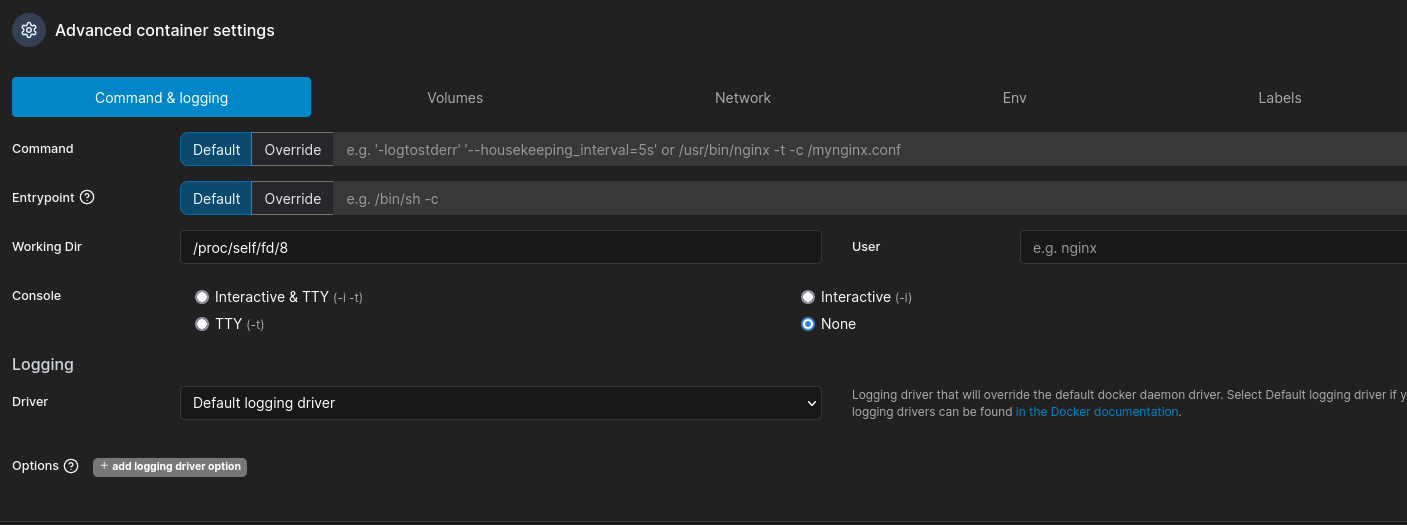 Advanced container settings
Command & logging Volumes Network Env Labels
Command Default Override e.g. '-logtostderr' '--housekeeping_interval=5s' or /usr/bin/nginx -t -c /mynginx.conf
Entrypoint Default Override e.g. /bin/sh -c
Working Dir /proc/self/fd/8 User e.g. nginx
Console Interactive & TTY (-i -t) Interactive (-i)
TTY (-t) None
Logging
Driver Default logging driver Logging driver that will override the default docker daemon driver. Select Default logging driver if y
logging drivers can be found in the Docker documentation.
Options + add logging driver option